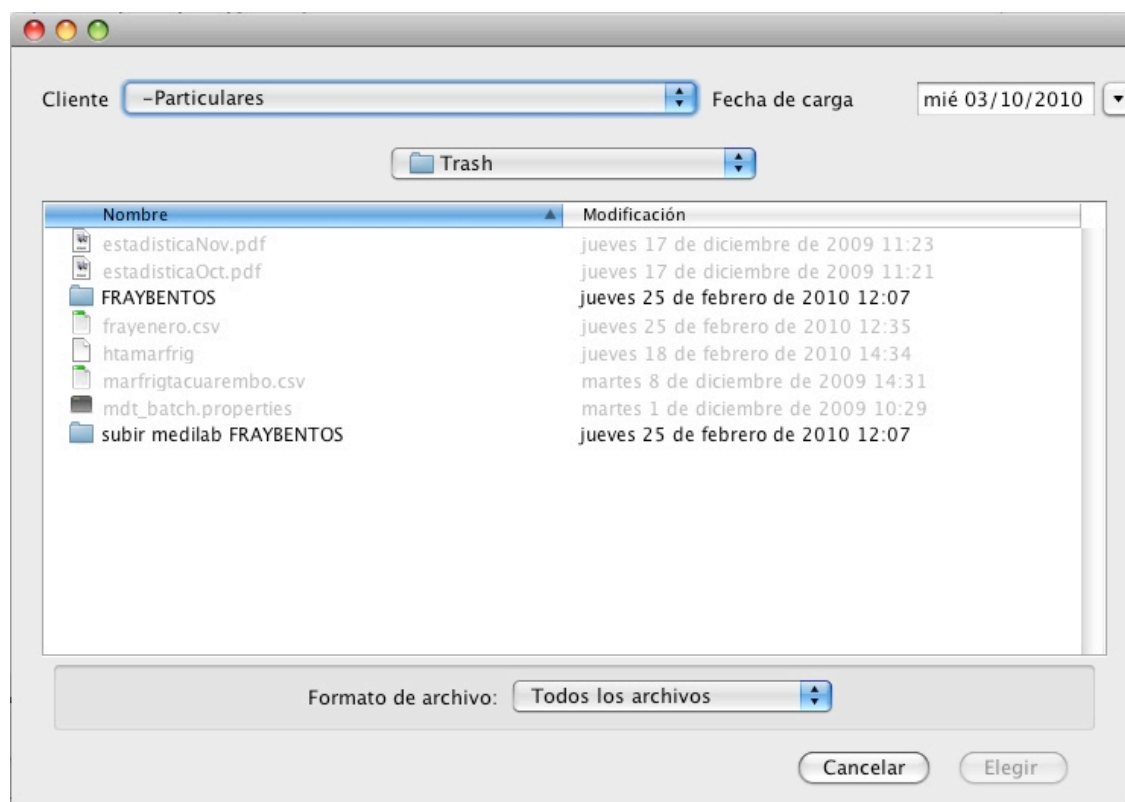 Cliente -Particulares Fecha de carga mié 03/10/2010
Trash
Nombre Modificación
estadisticaNov.pdf jueves 17 de diciembre de 2009 11:23
estadisticaOct.pdf jueves 17 de diciembre de 2009 11:21
FRAYBENTOS jueves 25 de febrero de 2010 12:07
frayenero.csv jueves 25 de febrero de 2010 12:35
htamarfrig jueves 18 de febrero de 2010 14:34
marfrigtacuarembo.csv martes 8 de diciembre de 2009 14:31
mdt_batch.properties martes 1 de diciembre de 2009 10:29
subir medilab FRAYBENTOS jueves 25 de febrero de 2010 12:07
Formato de archivo: Todos los archivos
Cancelar Elegir